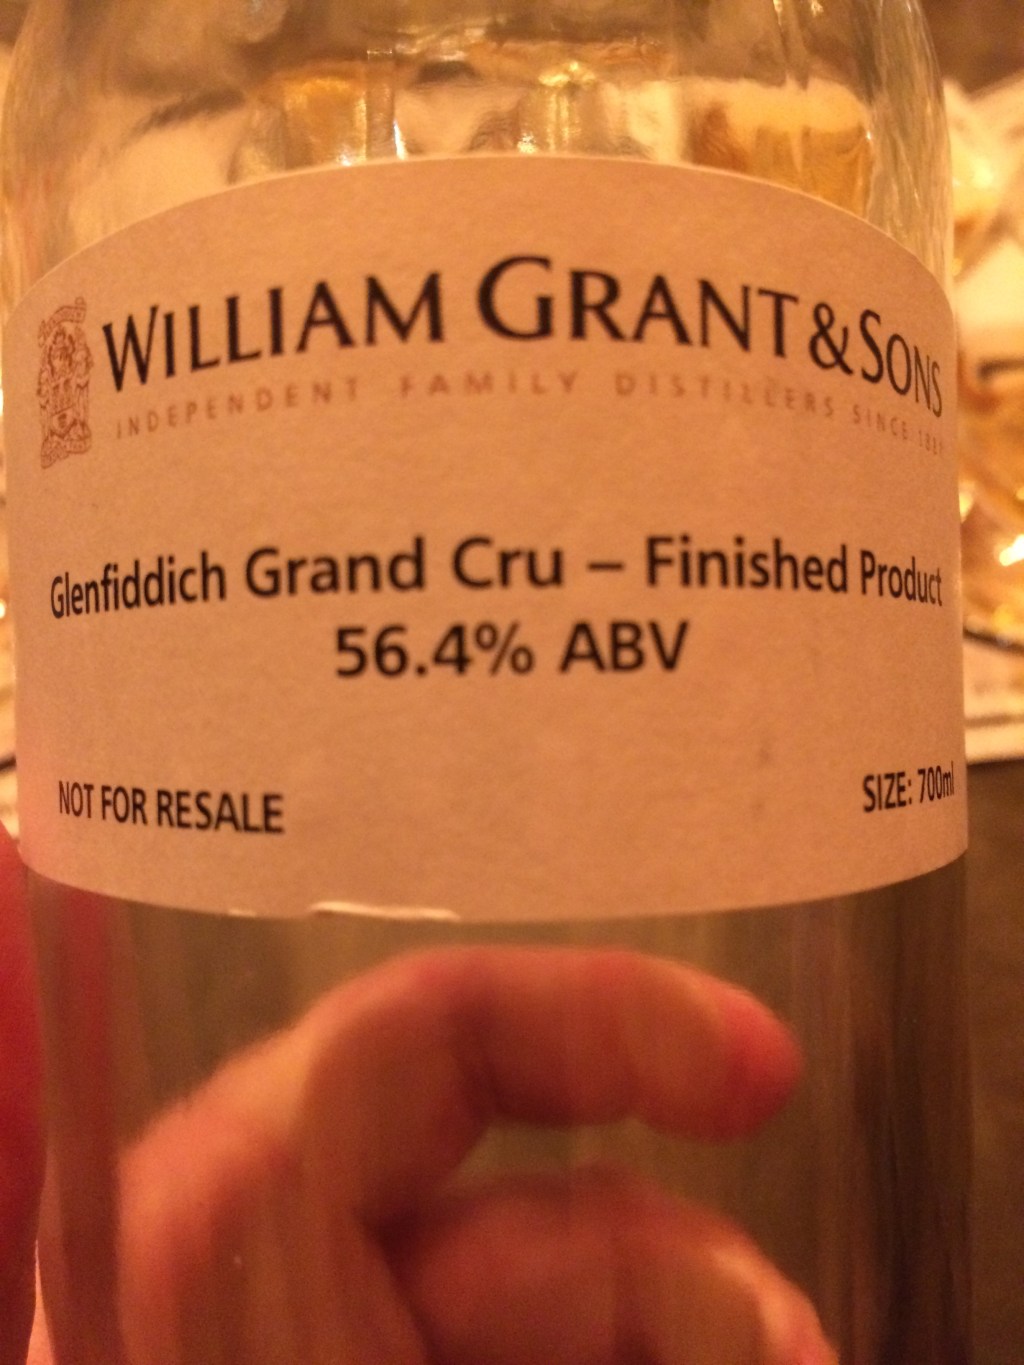 WILLIAM GRANT & SONS
INDEPENDENT FAMILY DISTILLERS SINCE
Glenfiddich Grand Cru – Finished Product
56.4% ABV
NOT FOR RESALE
SIZE: 700ml